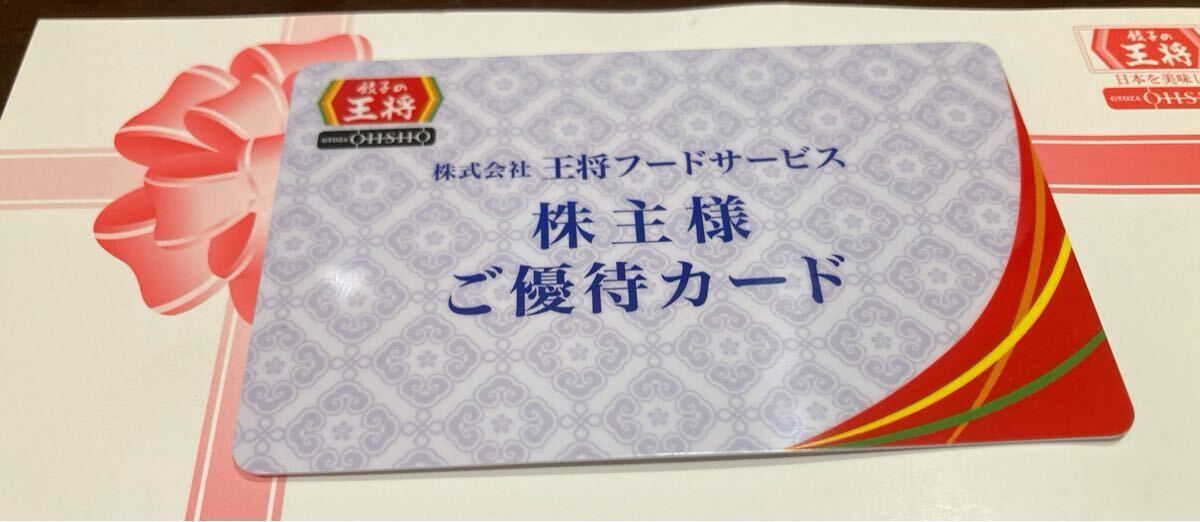 餃子の
王将
GYOZA OHSHO
株式会社 王将フードサービス
株主様
ご優待カード
餃子の
王将
日本を美味し
GYOZA OHSHO